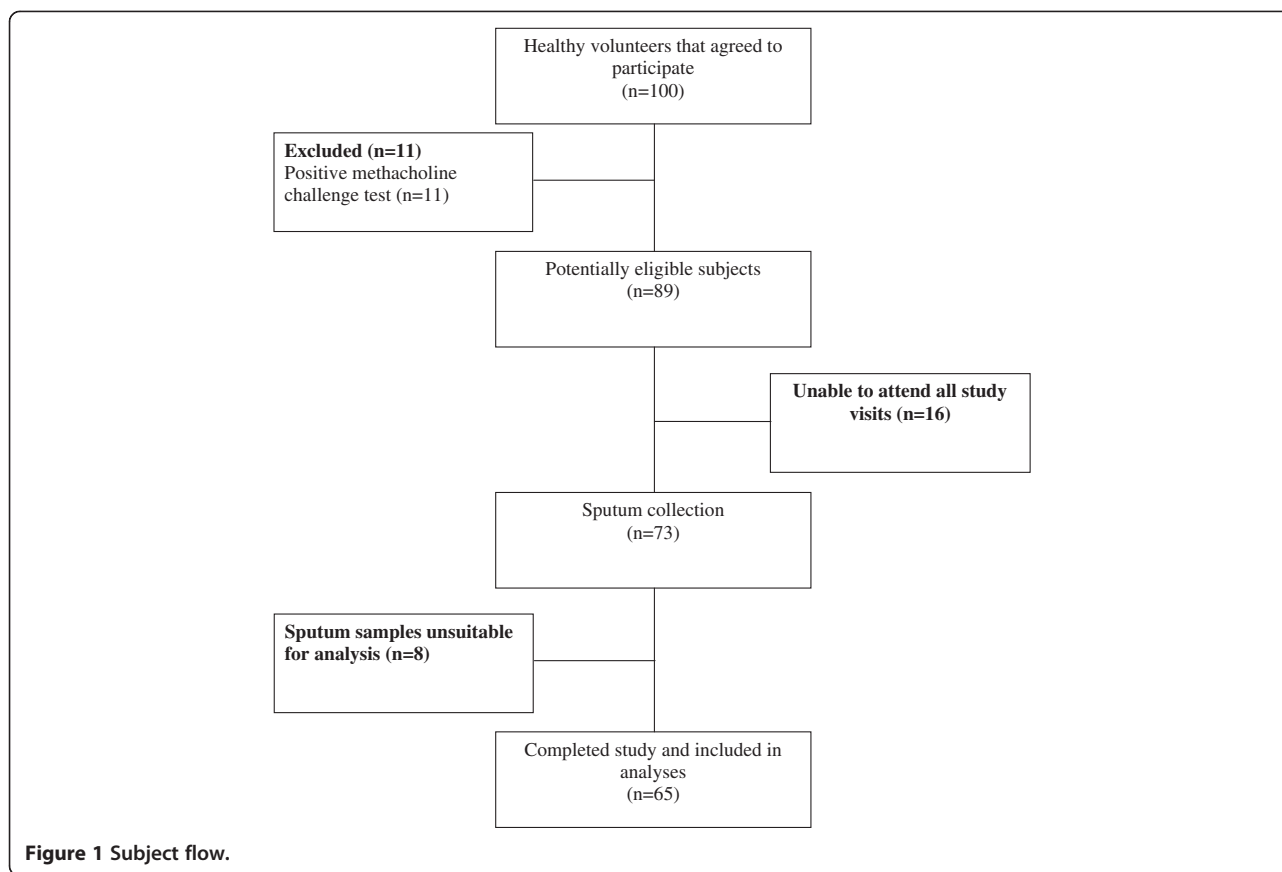 Healthy volunteers that agreed to
participate
(n=100)
Excluded (n=11)
Positive methacholine
challenge test (n=11)
Potentially eligible subjects
(n=89)
Unable to attend all study
visits (n=16)
Sputum collection
(n=73)
Sputum samples unsuitable
for analysis (n=8)
Completed study and included in
analyses
(n=65)
Figure 1 Subject flow.